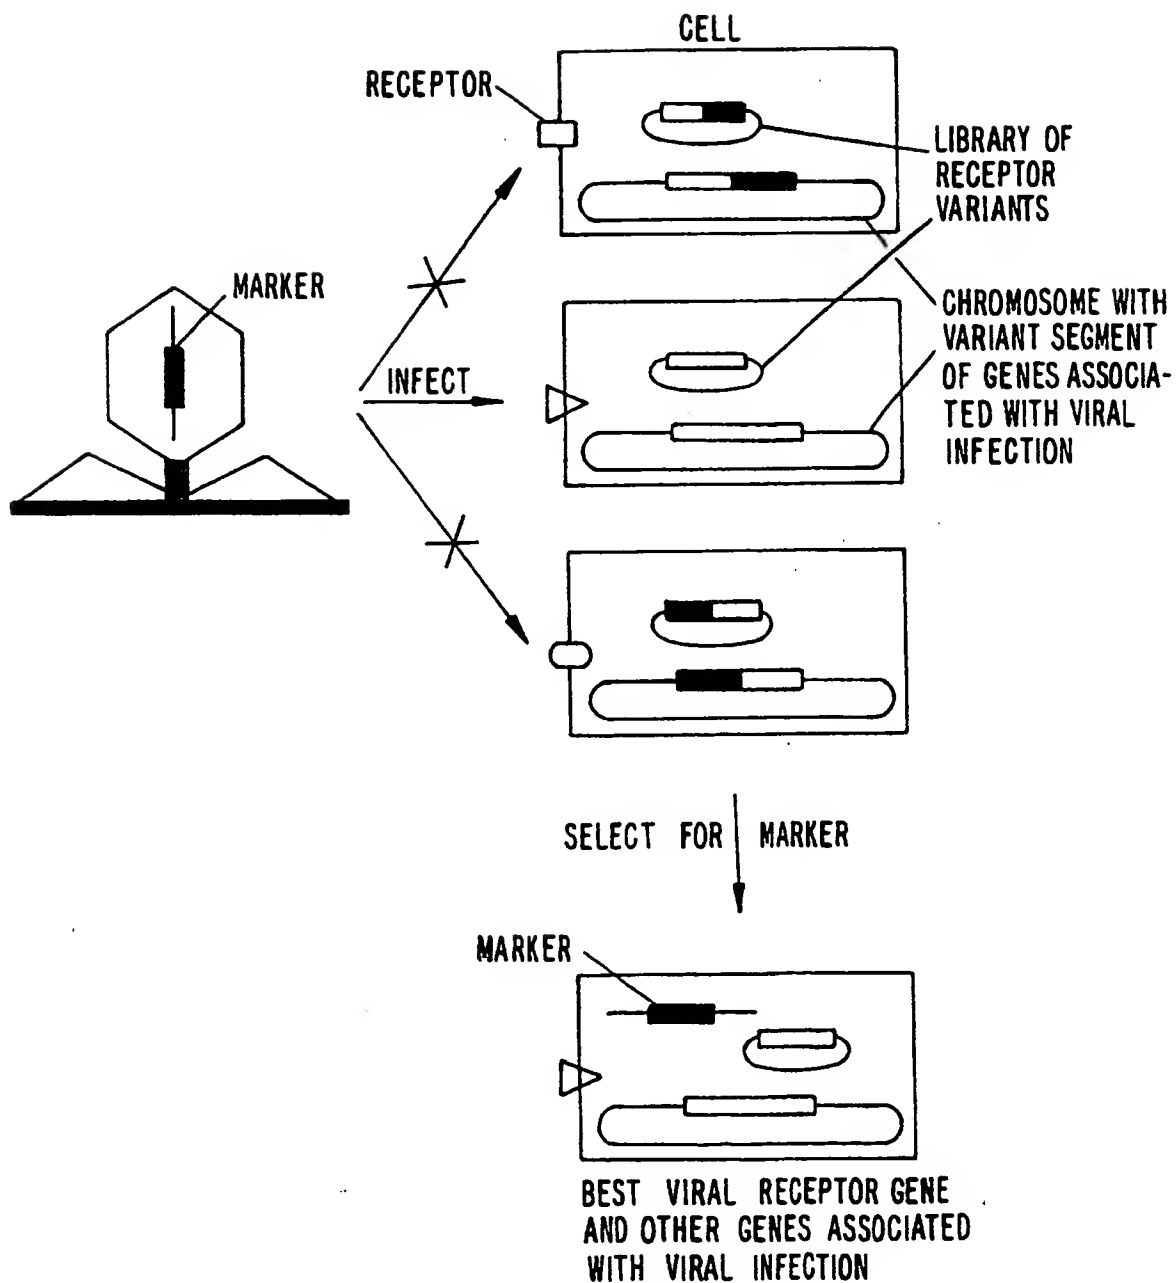 CELL
RECEPTOR
LIBRARY OF
RECEPTOR
VARIANTS
MARKER
INFECT
CHROMOSOME WITH
VARIANT SEGMENT
OF GENES ASSOCIA-
TED WITH VIRAL
INFECTION
SELECT FOR MARKER
MARKER
BEST VIRAL RECEPTOR GENE
AND OTHER GENES ASSOCIATED
WITH VIRAL INFECTION